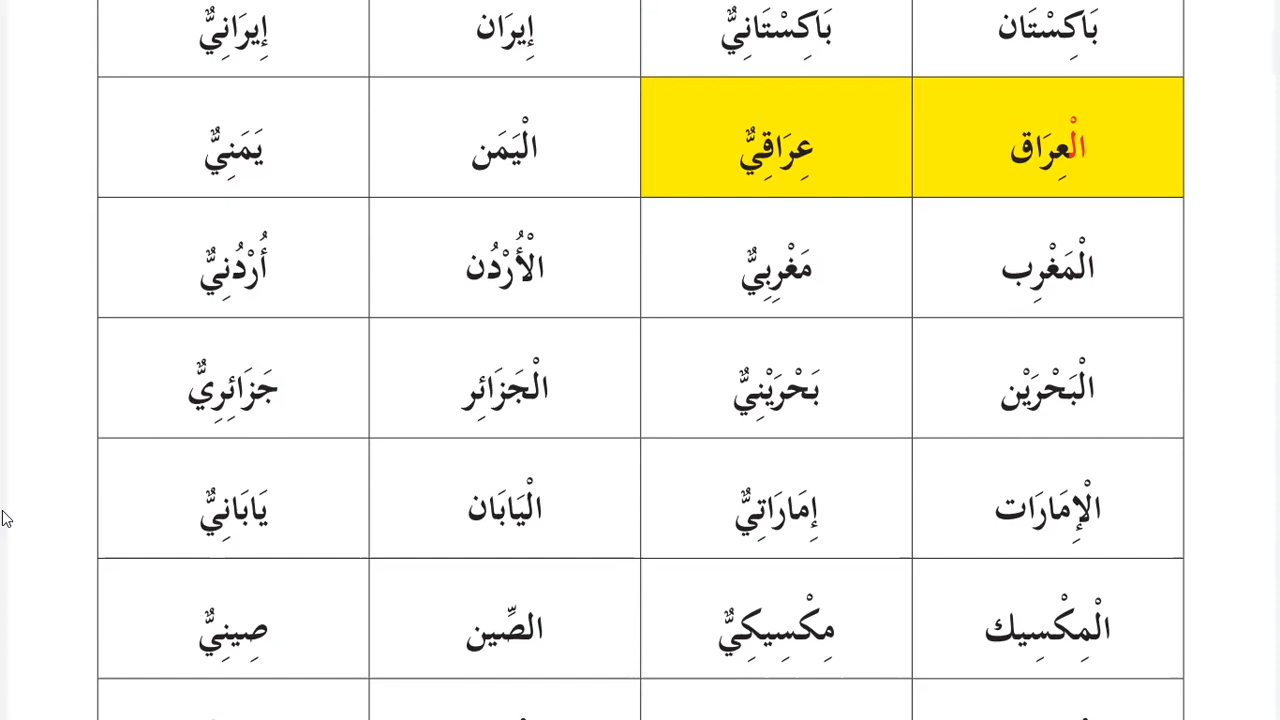 بَاكِسْتَان بَاكِسْتَانِيٌّ إِيرَان إِيرَانِيٌّ
الْعِرَاق عِرَاقِيٌّ الْيَمَن يَمَنِيٌّ
الْمَغْرِب مَغْرِبِيٌّ الْأُرْدُن أُرْدُنِيٌّ
الْبَحْرَيْن بَحْرَيْنِيٌّ الْجَزَائِر جَزَائِرِيٌّ
الْإِمَارَات إِمَارَاتِيٌّ الْيَابَان يَابَانِيٌّ
الْمِكْسِيك مِكْسِيكِيٌّ الصِّين صِينِيٌّ